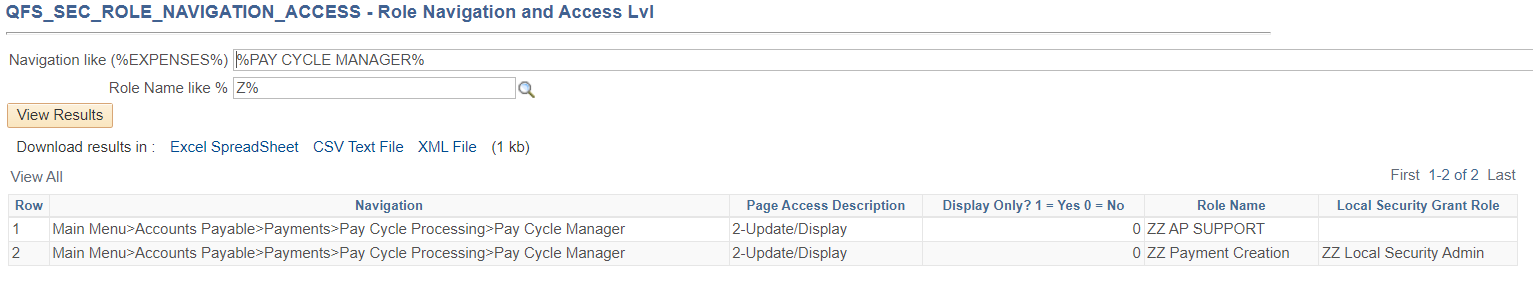 QFS_SEC_ROLE_NAVIGATION_ACCESS - Role Navigation and Access Lvl
Navigation like (%EXPENSES%) %PAY CYCLE MANAGER%
Role Name like % Z%
View Results
Download results in : Excel SpreadSheet CSV Text File XML File (1 kb)
View All First 1-2 of 2 Last
Row Navigation Page Access Description Display Only? 1 = Yes 0 = No Role Name Local Security Grant Role
1 Main Menu>Accounts Payable>Payments>Pay Cycle Processing>Pay Cycle Manager 2-Update/Display 0 ZZ AP SUPPORT
2 Main Menu>Accounts Payable>Payments>Pay Cycle Processing>Pay Cycle Manager 2-Update/Display 0 ZZ Payment Creation ZZ Local Security Admin